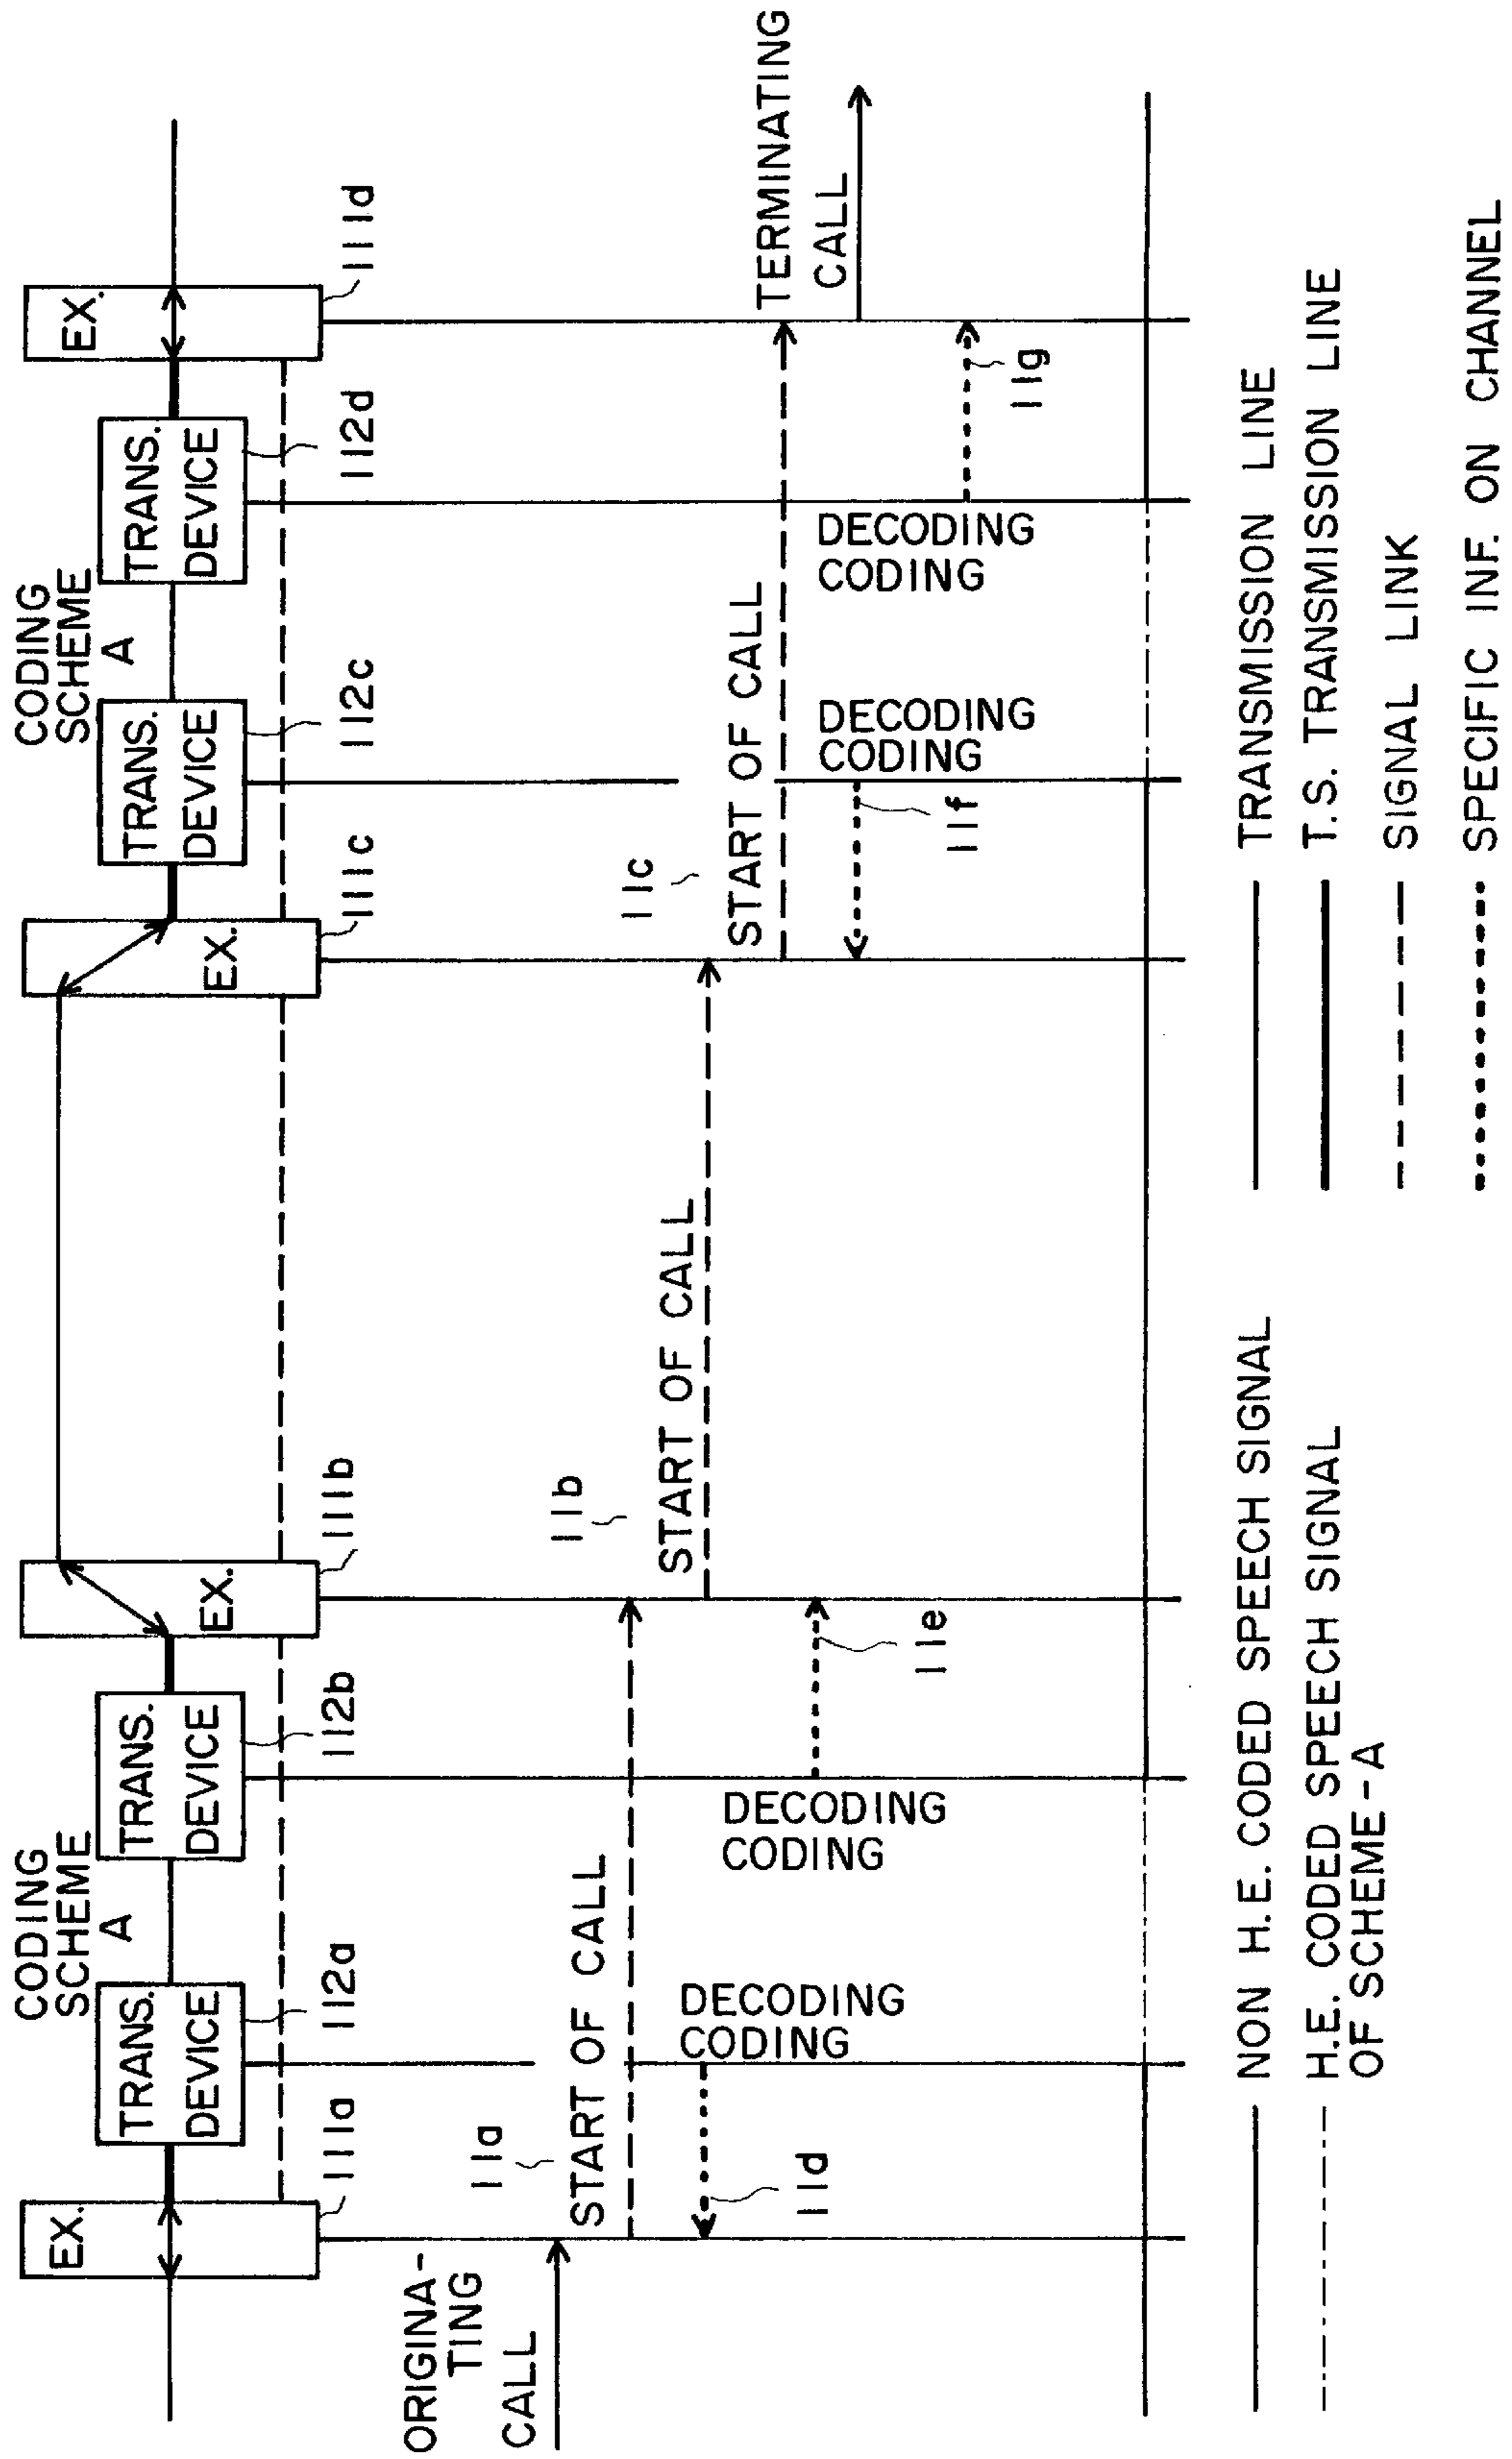 CODING
SCHEME
A
CODING
SCHEME
A
EX.
TRANS.
DEVICE
TRANS.
DEVICE
EX.
EX.
TRANS.
DEVICE
TRANS.
DEVICE
EX.
111a
112a
112b
111b
111c
112c
112d
111d
ORIGINA-
TING
CALL
11a
START OF CALL
11b
START OF CALL
11c
START OF CALL
TERMINATING
CALL
11d
DECODING
CODING
DECODING
CODING
11e
11f
DECODING
CODING
DECODING
CODING
11g
NON H.E. CODED SPEECH SIGNAL
H.E. CODED SPEECH SIGNAL
OF SCHEME-A
TRANSMISSION LINE
T.S. TRANSMISSION LINE
SIGNAL LINK
SPECIFIC INF. ON CHANNEL